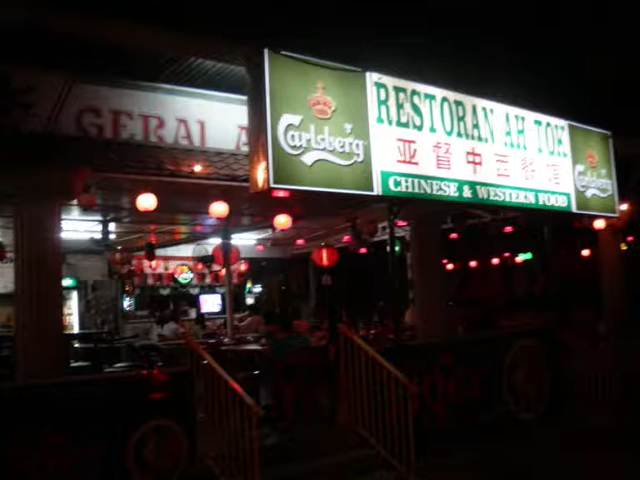 GERAI A
Carlsberg
RESTORAN AH TOK
亚督中西餐馆
CHINESE & WESTERN FOOD
Carlsberg